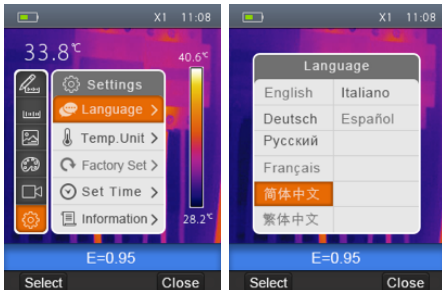 X1 11:08
33.8℃
40.6℃
Settings
Language >
Temp.Unit >
Factory Set >
Set Time >
Information >
28.2℃
E=0.95
Select Close
X1 11:08
Language
English Italiano
Deutsch Español
Русский
Français
简体中文
繁体中文
E=0.95
Select Close